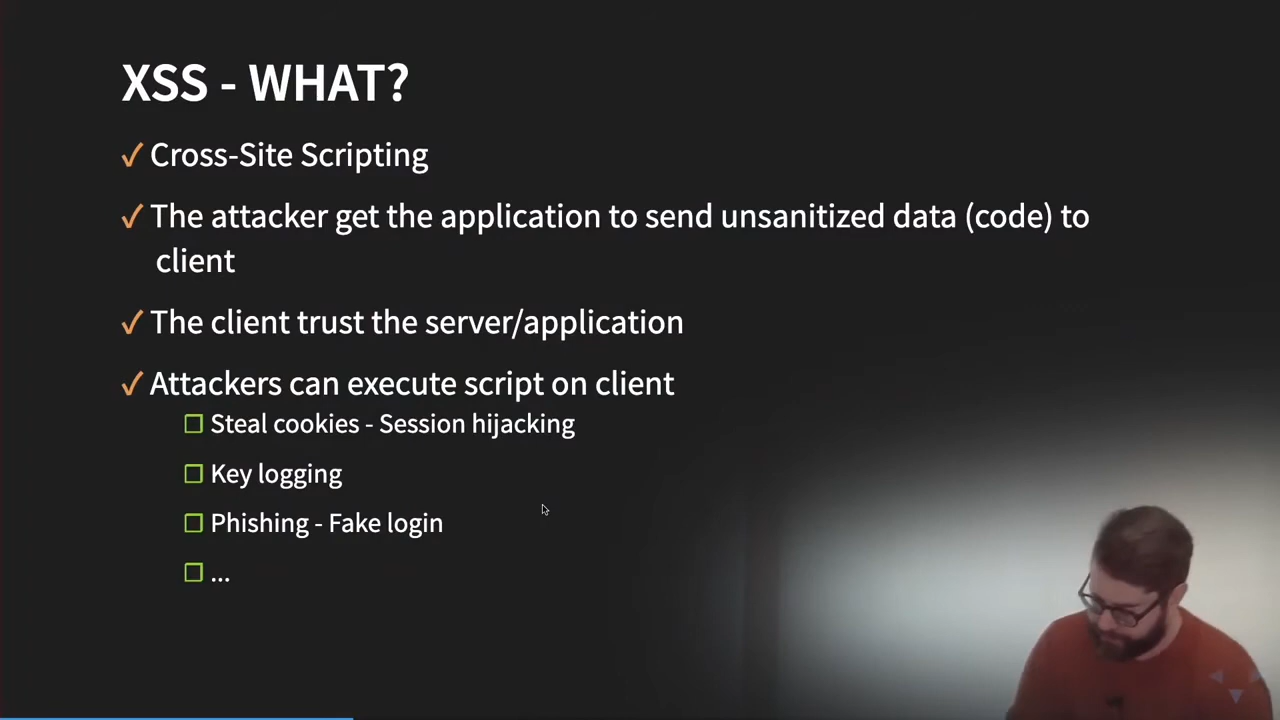 XSS - WHAT?
✓ Cross-Site Scripting
✓ The attacker get the application to send unsanitized data (code) to
client
✓ The client trust the server/application
✓ Attackers can execute script on client
☐ Steal cookies - Session hijacking
☐ Key logging
☐ Phishing - Fake login
☐ ...